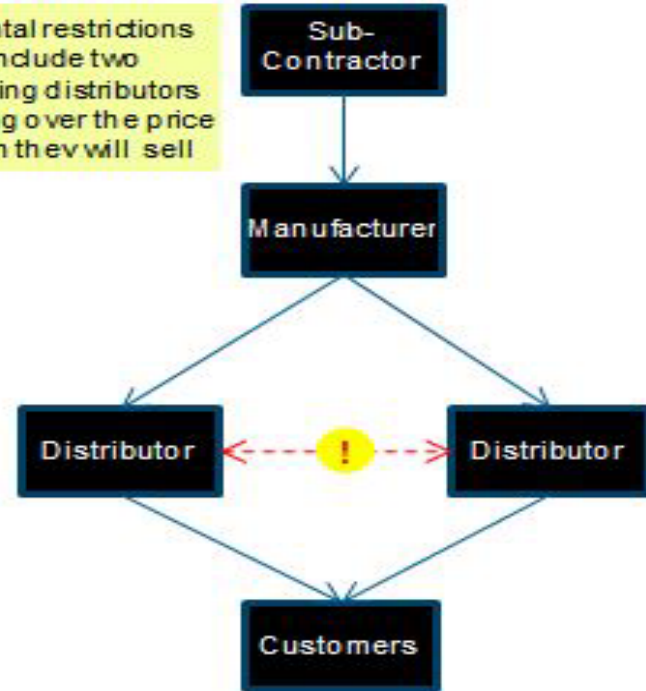 tal restrictions
nclude two
ing distributors
g over the price
n they will sell
Sub-
Contractor
Manufacturer
Distributor
!
Distributor
Customers